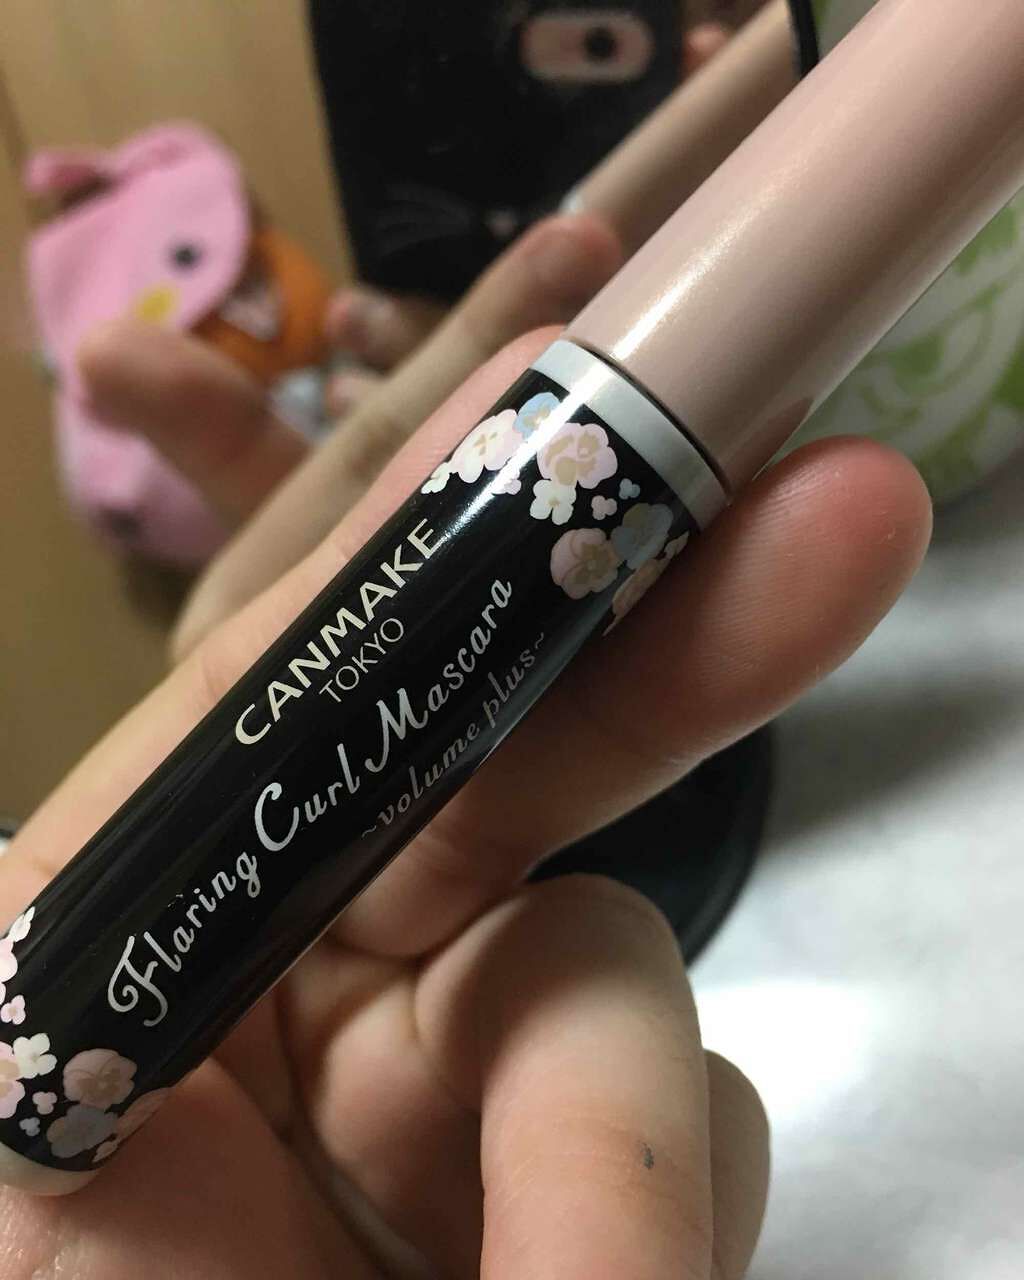 CANMAKE
TOKYO
Flaring Curl Mascara
~volume plus~